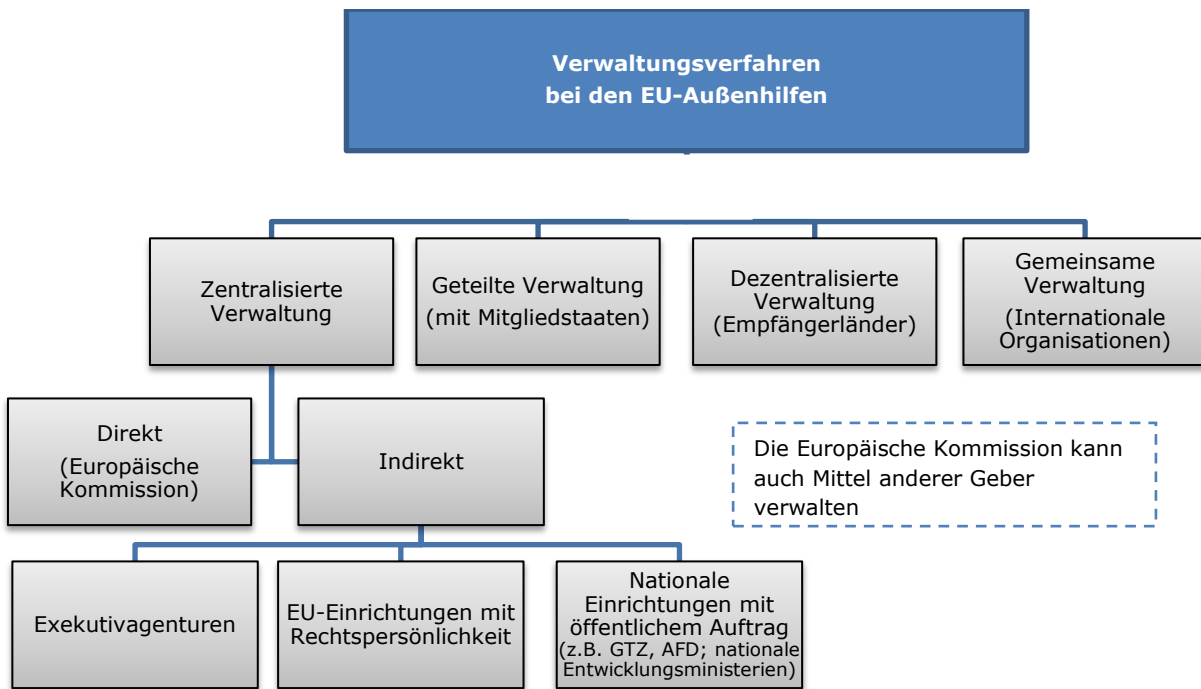 Verwaltungsverfahren
bei den EU-Außenhilfen
Zentralisierte
Verwaltung
Geteilte Verwaltung
(mit Mitgliedstaaten)
Dezentralisierte
Verwaltung
(Empfängerländer)
Gemeinsame
Verwaltung
(Internationale
Organisationen)
Direkt
(Europäische
Kommission)
Indirekt
Die Europäische Kommission kann
auch Mittel anderer Geber
verwalten
Exekutivagenturen
EU-Einrichtungen mit
Rechtspersönlichkeit
Nationale
Einrichtungen mit
öffentlichem Auftrag
(z.B. GTZ, AFD; nationale
Entwicklungsministerien)